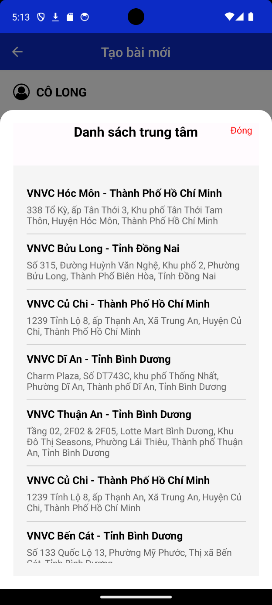 5:13
Tạo bài mới
CÔ LONG
Danh sách trung tâm
Đóng
VNVC Hóc Môn - Thành Phố Hồ Chí Minh
338 Tô Ký, ấp Tân Thới 3, Khu phố Tân Thới Tam
Thôn, Huyện Hóc Môn, Thành phố Hồ Chí Minh
VNVC Bửu Long - Tỉnh Đồng Nai
Số 315, Đường Huỳnh Văn Nghệ, Khu phố 2, Phường
Bửu Long, Thành Phố Biên Hòa, Tỉnh Đồng Nai
VNVC Củ Chi - Thành Phố Hồ Chí Minh
1239 Tỉnh Lộ 8, ấp Thạnh An, Xã Trung An, Huyện Củ
Chi, Thành phố Hồ Chí Minh
VNVC Dĩ An - Tỉnh Bình Dương
Charm Plaza, Số DT743C, khu phố Thống Nhất,
Phường Dĩ An, Thành phố Dĩ An, Tỉnh Bình Dương
VNVC Thuận An - Tỉnh Bình Dương
Tầng 02, 2F02 & 2F05, Lotte Mart Bình Dương, Khu
Đô Thị Seasons, Phường Lái Thiêu, Thành phố Thuận
An, Tỉnh Bình Dương
VNVC Củ Chi - Thành Phố Hồ Chí Minh
1239 Tỉnh Lộ 8, ấp Thạnh An, Xã Trung An, Huyện Củ
Chi, Thành phố Hồ Chí Minh
VNVC Bến Cát - Tỉnh Bình Dương
Số 133 Quốc Lộ 13, Phường Mỹ Phước, Thị xã Bến
Cát, Tỉnh Bình Dương